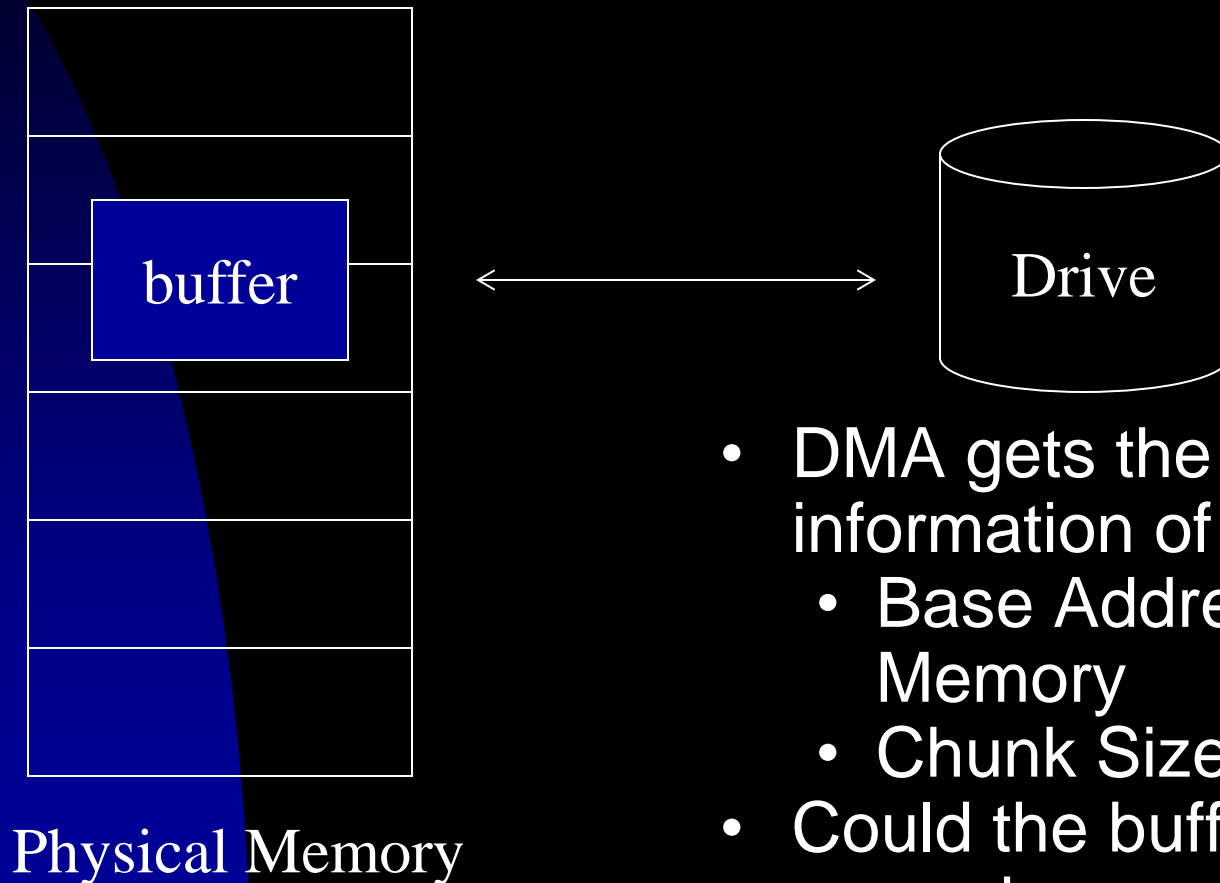 buffer
Drive
• DMA gets the
information of
• Base Addre
Memory
• Chunk Size
• Could the buff
Physical Memory